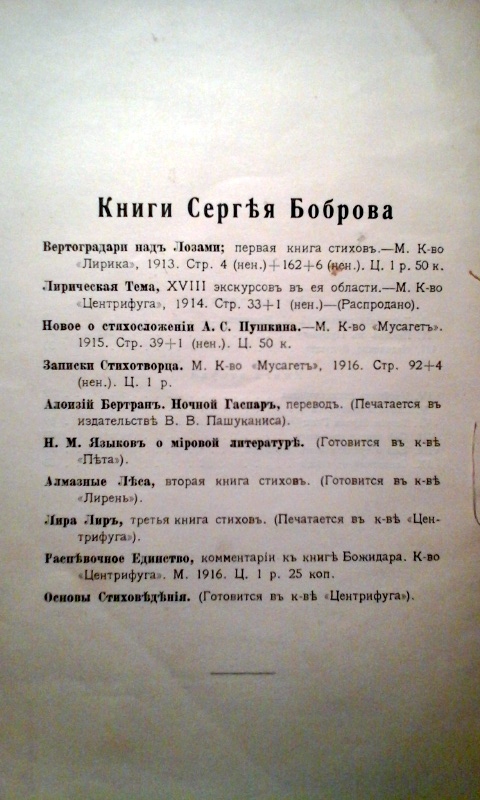 Книги Сергѣя Боброва
Вертоградари надъ Лозами; первая книга стиховъ.—М. К-во
«Лирика», 1913. Стр. 4 (нен.)+162+6 (нен.). Ц. 1 р. 50 к.
Лирическая Тема, XVIII экскурсовъ въ ея области.—М. К-во
«Центрифуга», 1914. Стр. 33+1 (нен.)—(Распродано).
Новое о стихосложеніи А. С. Пушкина.—М. К-во «Мусагетъ».
1915. Стр. 39+1 (нен.). Ц. 50 к.
Записки Стихотворца. М. К-во «Мусагетъ», 1916. Стр. 92+4
(нен.). Ц. 1 р.
Алоизій Бертранъ. Ночной Гаспаръ, переводъ. (Печатается въ
издательствѣ В. В. Пашуканиса).
Н. М. Языковъ о міровой литературѣ. (Готовится въ к-вѣ
«Пѣта»).
Алмазные Лѣса, вторая книга стиховъ. (Готовится въ к-вѣ
«Лирень»).
Лира Лиръ, третья книга стиховъ. (Печатается въ к-вѣ «Цен-
трифуга»).
Распѣвочное Единство, комментаріи къ книгѣ Божидара. К-во
«Центрифуга». М. 1916. Ц. 1 р. 25 коп.
Основы Стиховѣдѣнія. (Готовится въ к-вѣ «Центрифуга»).